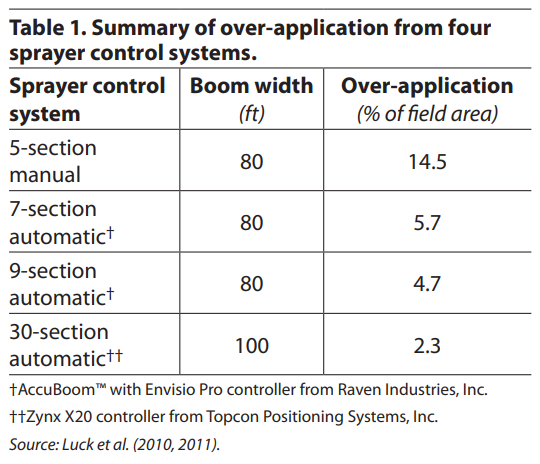 Table 1. Summary of over-application from four
sprayer control systems.
Sprayer control
system
Boom width
(ft)
Over-application
(% of field area)
5-section
manual
80
14.5
7-section
automatic†
80
5.7
9-section
automatic†
80
4.7
30-section
automatic††
100
2.3
†AccuBoom™ with Envisio Pro controller from Raven Industries, Inc.
††Zynx X20 controller from Topcon Positioning Systems, Inc.
Source: Luck et al. (2010, 2011).